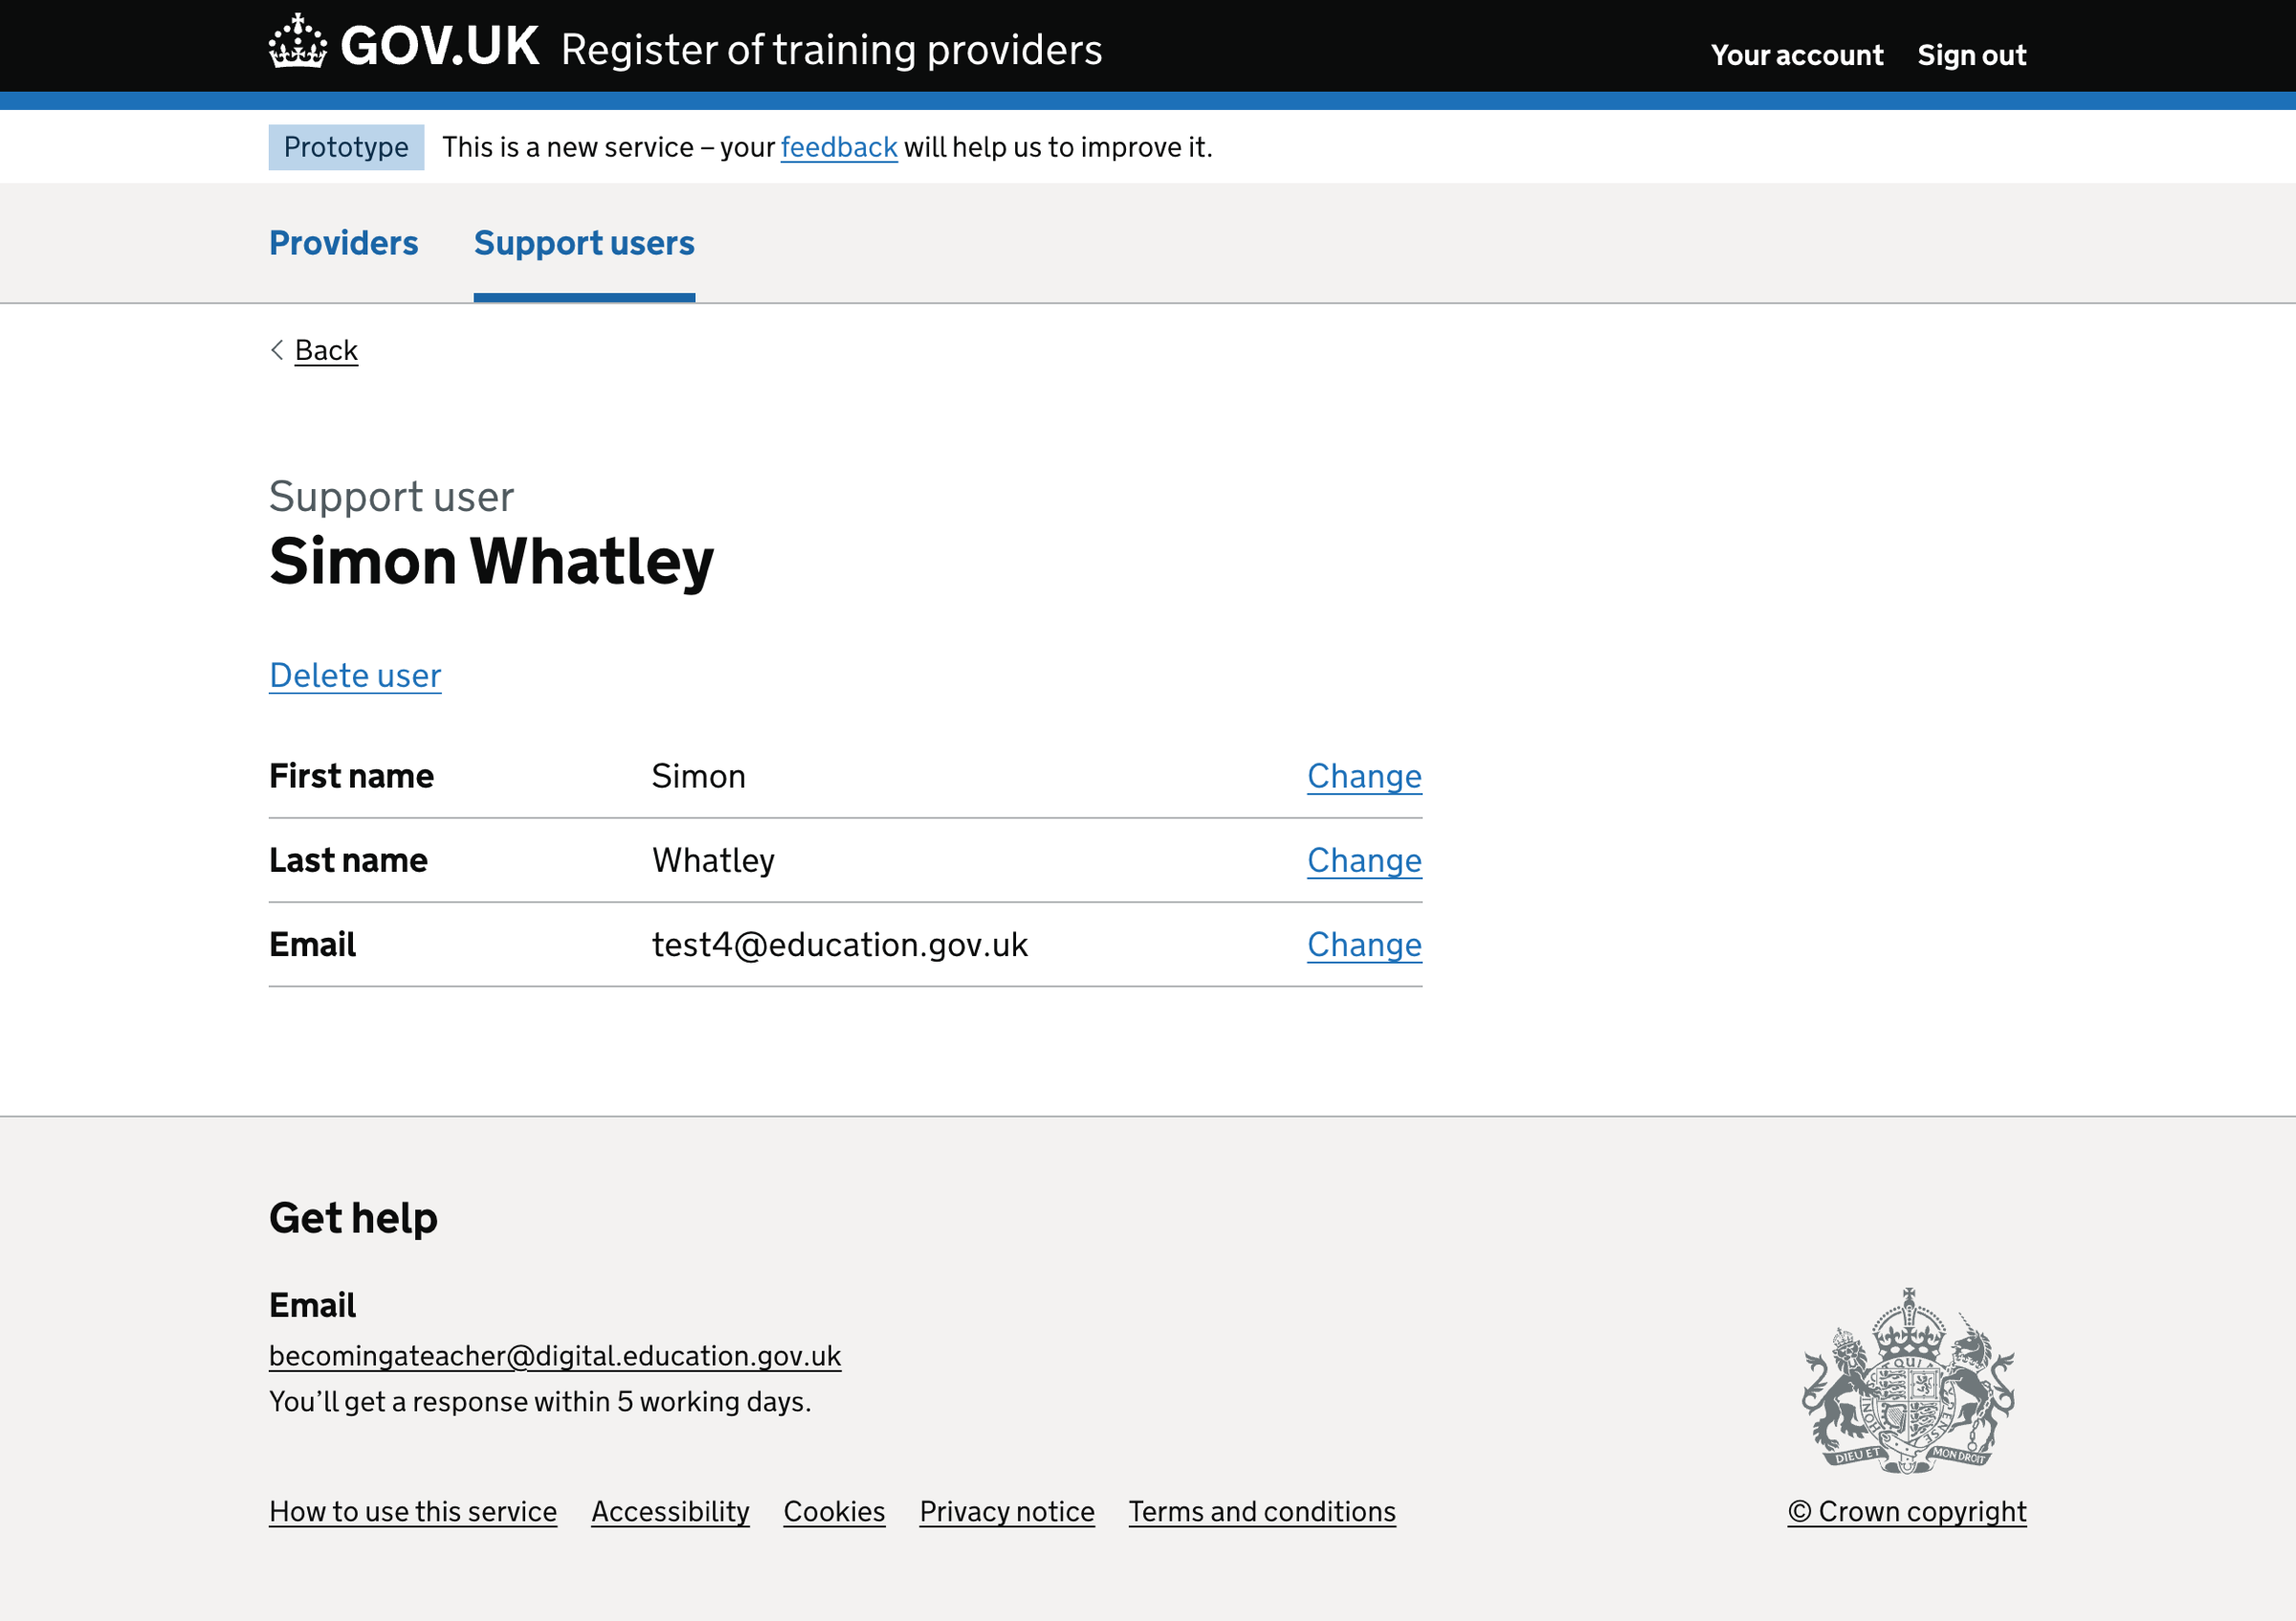 GOV.UK Register of training providers
Your account Sign out
Prototype This is a new service – your feedback will help us to improve it.
Providers Support users
Back
Support user
Simon Whatley
Delete user
First name Simon Change
Last name Whatley Change
Email test4@education.gov.uk Change
Get help
Email
becomingateacher@digital.education.gov.uk
You’ll get a response within 5 working days.
DIEU ET MON DROIT
How to use this service Accessibility Cookies Privacy notice Terms and conditions
© Crown copyright